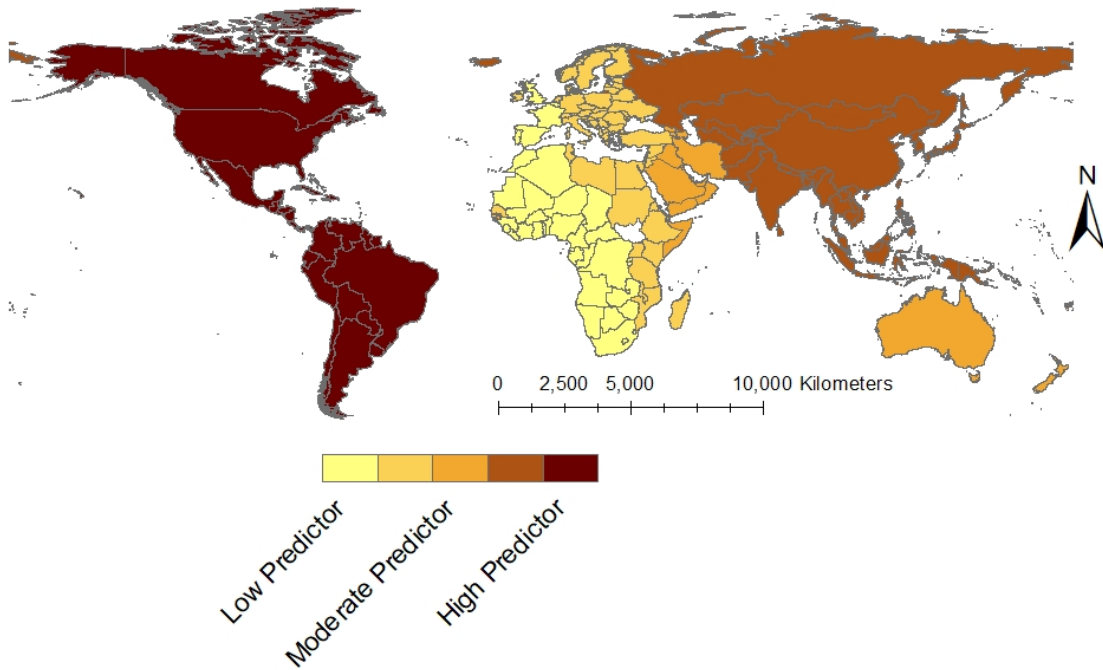 N
0 2,500 5,000 10,000 Kilometers
Low Predictor
Moderate Predictor
High Predictor